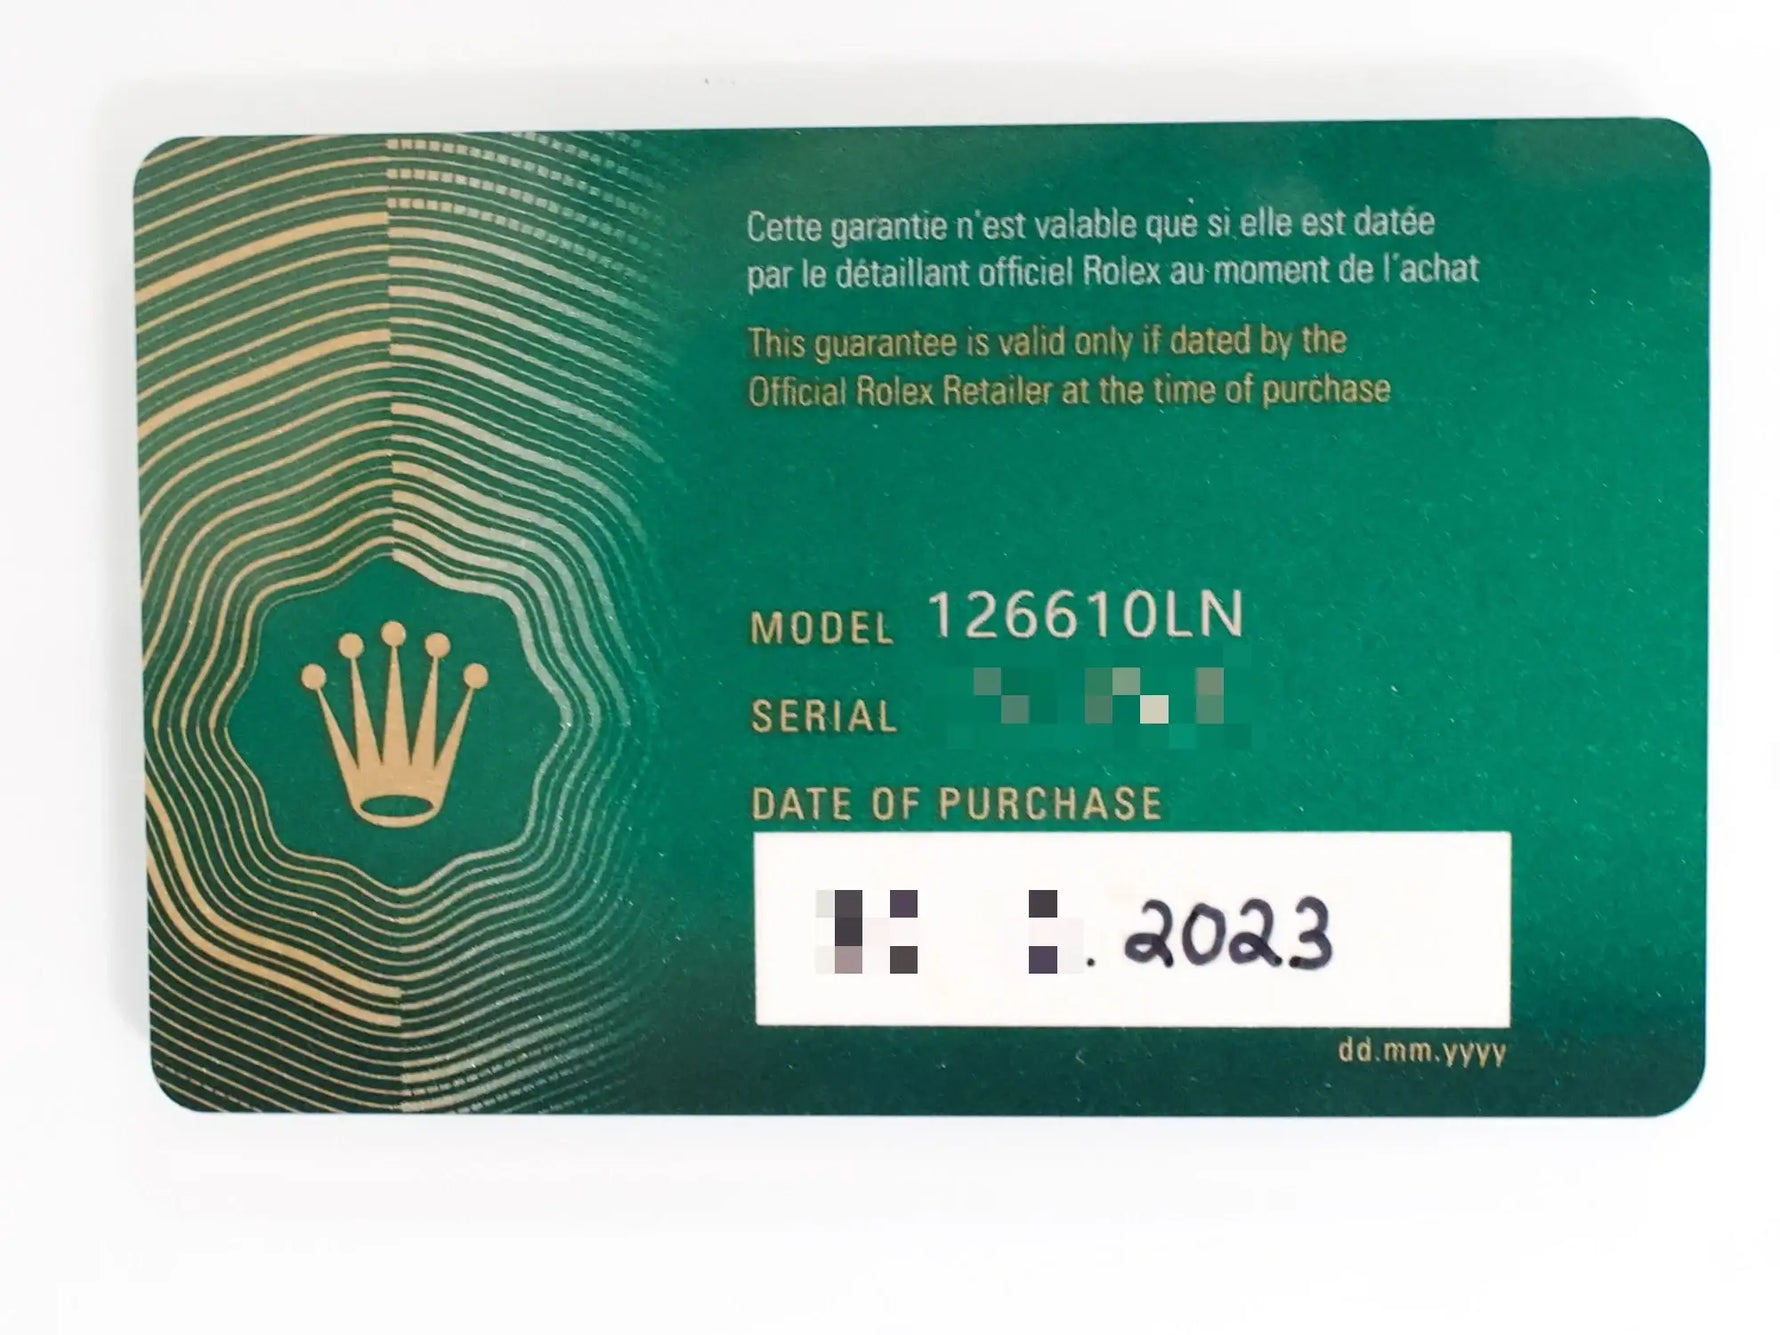 Cette garantie n'est valable que si elle est datée
par le détaillant officiel Rolex au moment de l'achat
This guarantee is valid only if dated by the
Official Rolex Retailer at the time of purchase
MODEL 126610LN
SERIAL
DATE OF PURCHASE
. 2023
dd.mm.yyyy